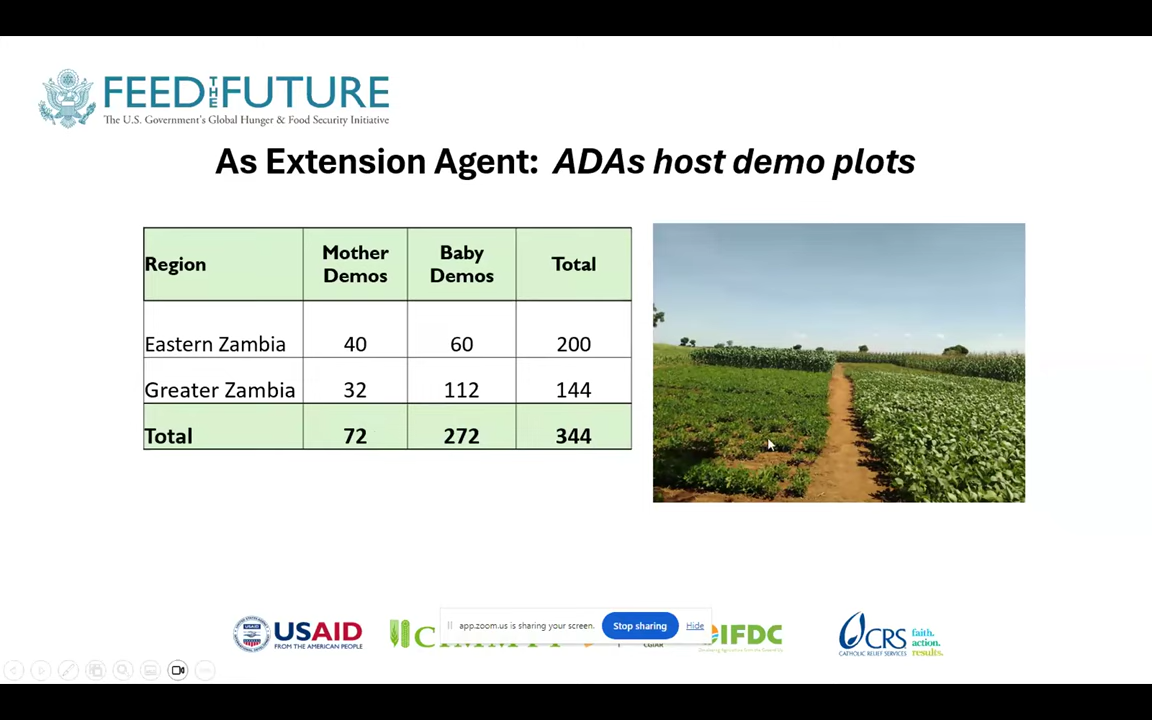 FEED THE FUTURE
The U.S. Government's Global Hunger & Food Security Initiative
As Extension Agent: ADAs host demo plots
Region Mother Demos Baby Demos Total
Eastern Zambia 40 60 200
Greater Zambia 32 112 144
Total 72 272 344
USAID
FROM THE AMERICAN PEOPLE
app.zoom.us is sharing your screen. Stop sharing Hide
CGIAR
IFDC
CRS faith. action. results.
CATHOLIC RELIEF SERVICES